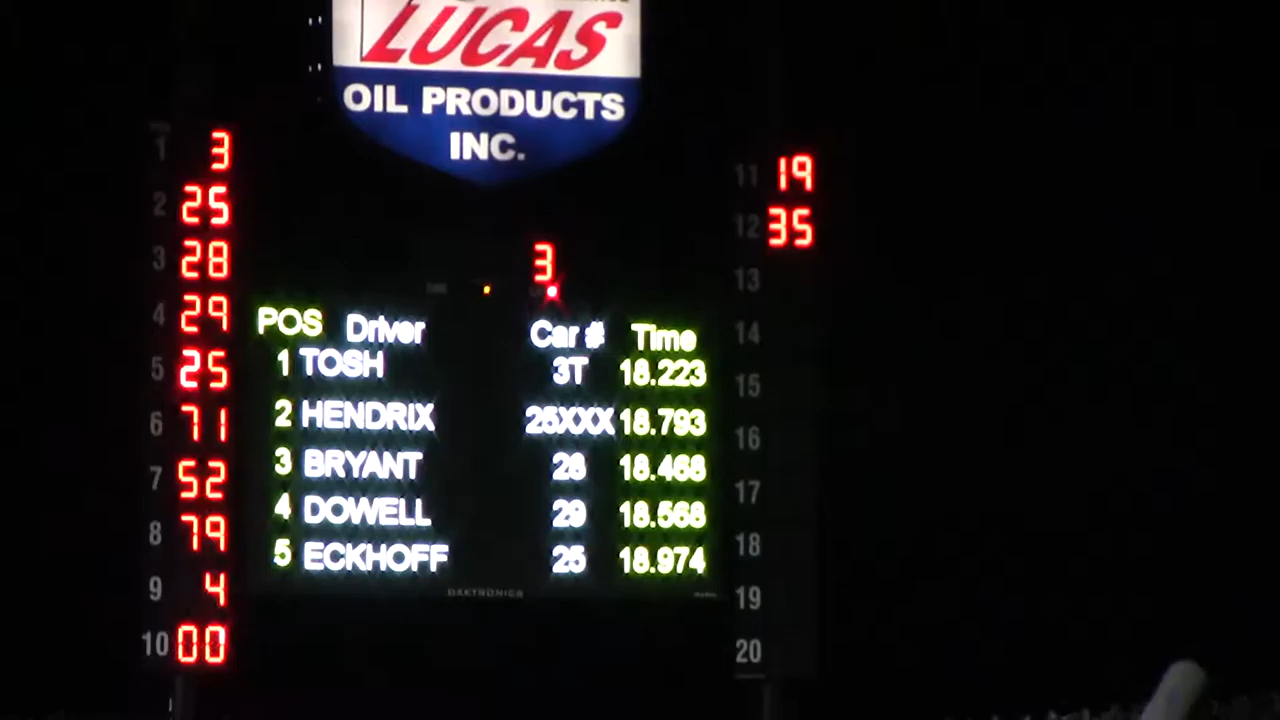 LUCAS
OIL PRODUCTS
INC.
1 3
2 25
3 28
4 29
5 25
6 71
7 52
8 79
9 4
10 00
3
POS Driver Car # Time
1 TOSH 3T 18.223
2 HENDRIX 25XXX 18.793
3 BRYANT 28 18.468
4 DOWELL 29 18.568
5 ECKHOFF 25 18.974
DAKTRONICS
11 19
12 35
13
14
15
16
17
18
19
20